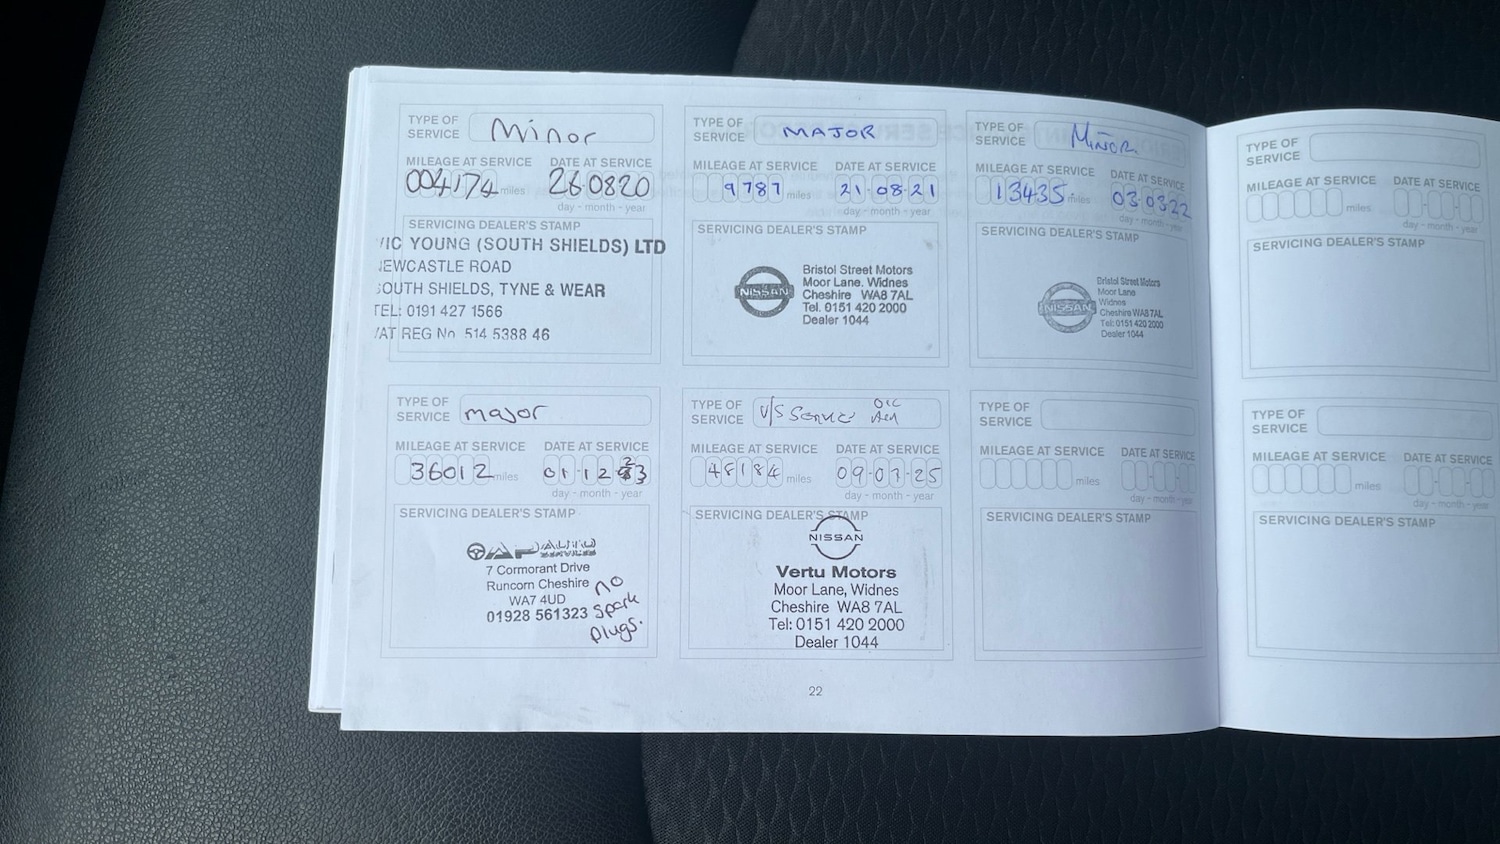 TYPE OF
SERVICE
Minor
MILEAGE AT SERVICE
004174 miles
DATE AT SERVICE
26.08 20
day - month - year
SERVICING DEALER'S STAMP
VIC YOUNG (SOUTH SHIELDS) LTD
NEWCASTLE ROAD
SOUTH SHIELDS, TYNE & WEAR
TEL: 0191 427 1566
VAT REG No. 514 5388 46
TYPE OF
SERVICE
MAJOR
MILEAGE AT SERVICE
9787 miles
DATE AT SERVICE
21-08-21
day - month - year
SERVICING DEALER'S STAMP
NISSAN
Bristol Street Motors
Moor Lane. Widnes
Cheshire WA8 7AL
Tel. 0151 420 2000
Dealer 1044
TYPE OF
SERVICE
MINOR.
MILEAGE AT SERVICE
13435 miles
DATE AT SERVICE
03-03-22
day - month - year
SERVICING DEALER'S STAMP
NISSAN
Bristol Street Motors
Moor Lane
Widnes
Cheshire WA8 7AL
Tel: 0151 420 2000
Dealer 1044
TYPE OF
SERVICE
MILEAGE AT SERVICE
miles
DATE AT SERVICE
day - month - year
SERVICING DEALER'S STAMP
TYPE OF
SERVICE
major
MILEAGE AT SERVICE
36012 miles
DATE AT SERVICE
01-12-23
day - month - year
SERVICING DEALER'S STAMP
7 Cormorant Drive
Runcorn Cheshire
WA7 4UD
01928 561323
no
spark
plugs.
TYPE OF
SERVICE
V/S Service
MILEAGE AT SERVICE
48184 miles
DATE AT SERVICE
day - month - year
SERVICING DEALER'S STAMP
NISSAN
Vertu Motors
Moor Lane, Widnes
Cheshire WA8 7AL
Tel: 0151 420 2000
Dealer 1044
TYPE OF
SERVICE
MILEAGE AT SERVICE
miles
DATE AT SERVICE
day - month - year
SERVICING DEALER'S STAMP
TYPE OF
SERVICE
MILEAGE AT SERVICE
miles
DATE AT SERVICE
day - month - year
SERVICING DEALER'S STAMP
22